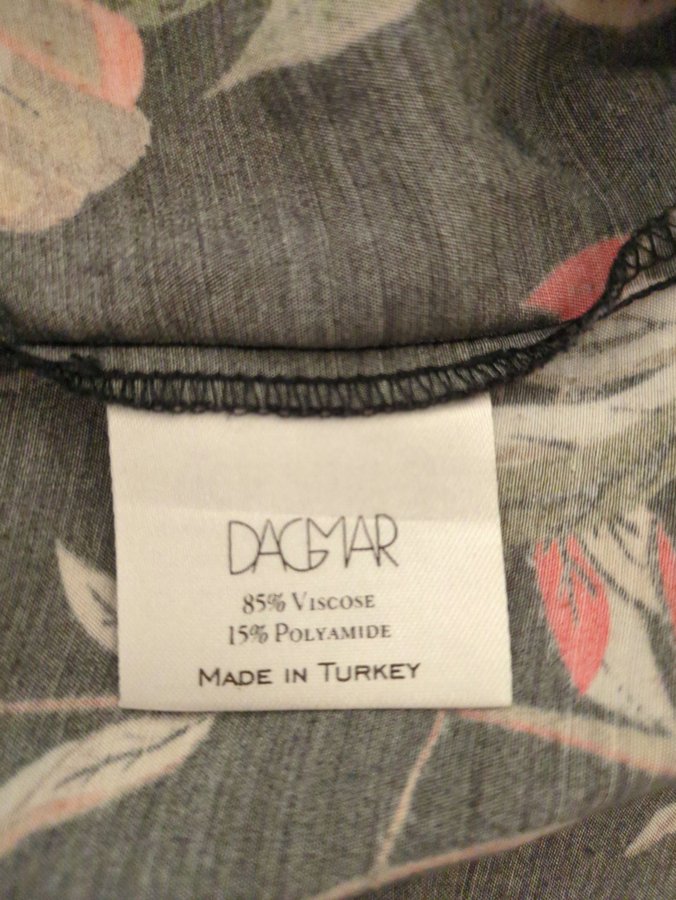 DAGMAR
85% VISCOSE
15% POLYAMIDE
MADE IN TURKEY